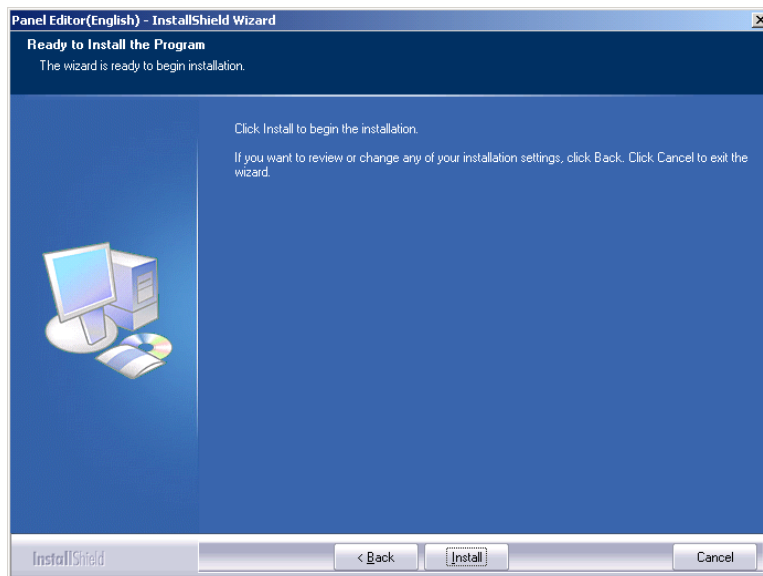 Panel Editor(English) - InstallShield Wizard
Ready to Install the Program
The wizard is ready to begin installation.
Click Install to begin the installation.
If you want to review or change any of your installation settings, click Back. Click Cancel to exit the
wizard.
InstallShield
< Back
Install
Cancel